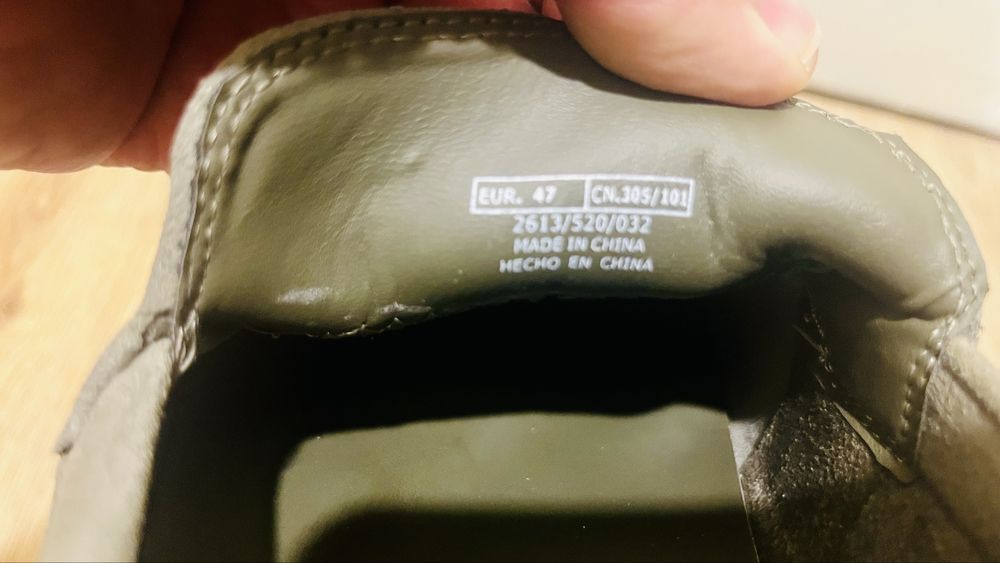 EUR. 47 CN.305/101
2613/520/032
MADE IN CHINA
HECHO EN CHINA